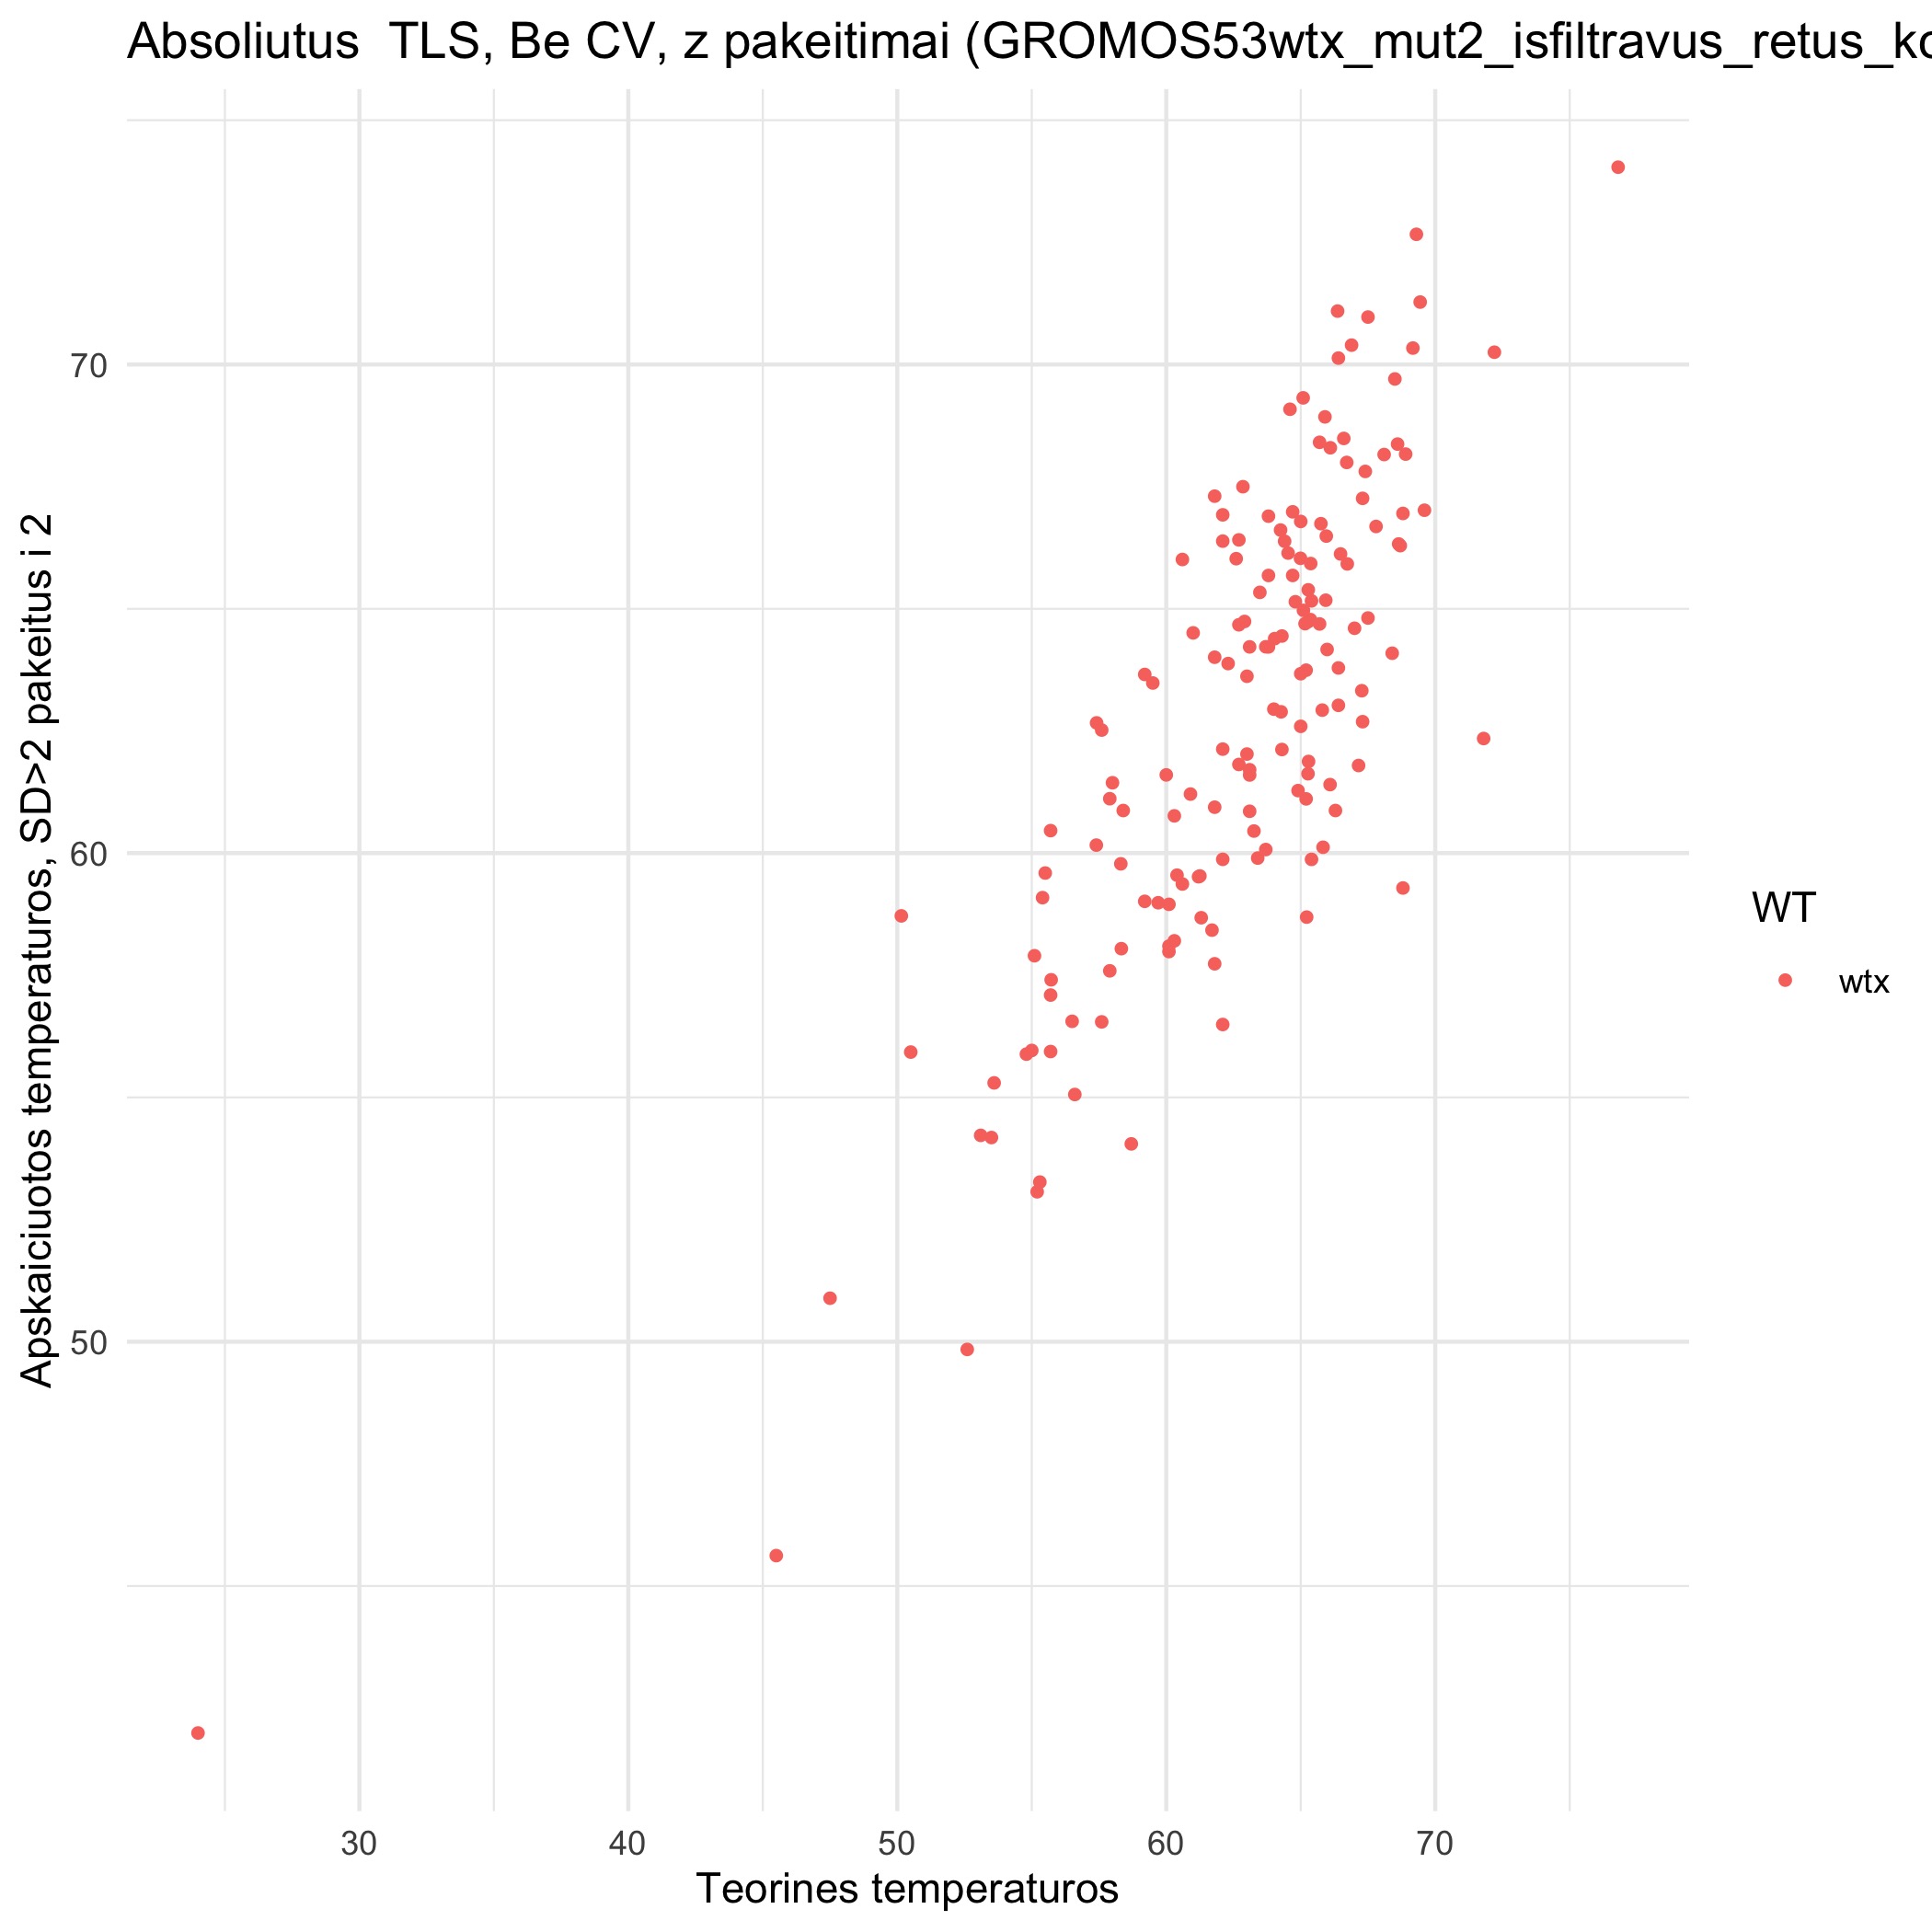 Absoliutus  TLS, Be CV, z pakeitimai (GROMOS53wtx_mut2_isfiltravus_retus_ko
Apskaiciuotos temperaturos, SD>2 pakeitus i 2
70
60
50
30
40
50
60
70
Teorines temperaturos
WT
wtx